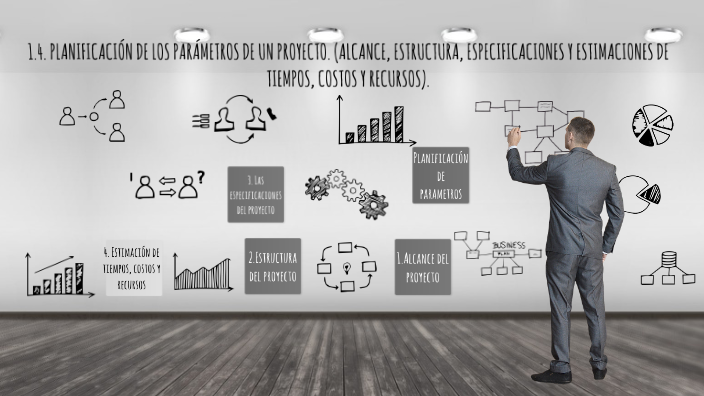 1.4. PLANIFICACIÓN DE LOS PARÁMETROS DE UN PROYECTO. (ALCANCE, ESTRUCTURA, ESPECIFICACIONES Y ESTIMACIONES DE
TIEMPOS, COSTOS Y RECURSOS).
PLANIFICACIÓN
DE
PARAMETROS
! ?
3. LAS
ESPECIFICACIONES
DEL PROYECTO
4. ESTIMACIÓN DE
TIEMPOS, COSTOS Y
RECURSOS
2.ESTRUCTURA
DEL PROYECTO
1.ALCANCE DEL
PROYECTO
BUSINESS
PLAN